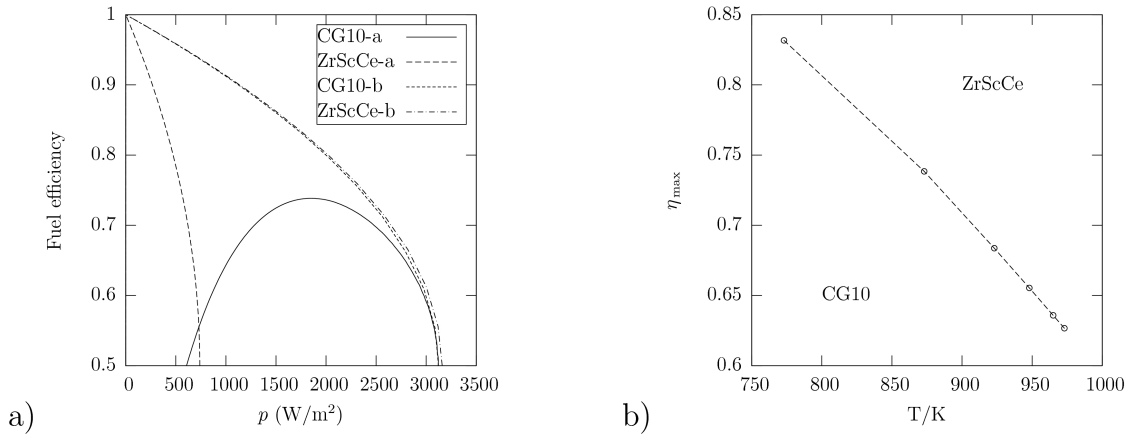 1
0.9
0.8
0.7
0.6
0.5
Fuel efficiency
CG10-a
ZrScCe-a
CG10-b
ZrScCe-b
0 500 1000 1500 2000 2500 3000 3500
p (W/m²)
a)
0.85
0.8
0.75
0.7
0.65
0.6
ηmax
ZrScCe
CG10
750 800 850 900 950 1000
T/K
b)